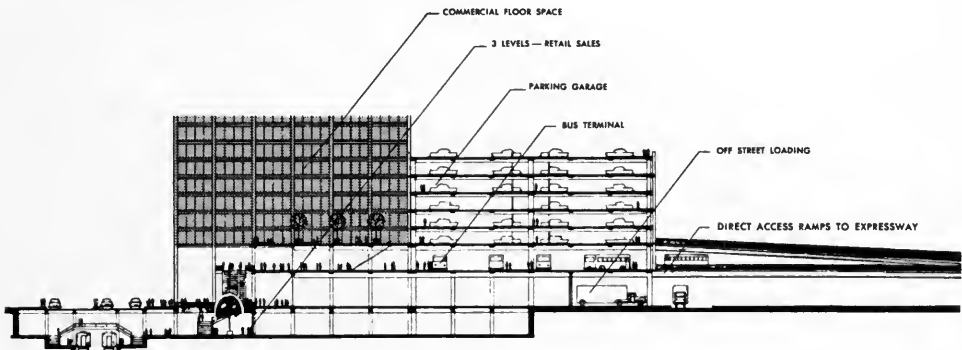 COMMERCIAL FLOOR SPACE
3 LEVELS — RETAIL SALES
PARKING GARAGE
BUS TERMINAL
OFF STREET LOADING
DIRECT ACCESS RAMPS TO EXPRESSWAY